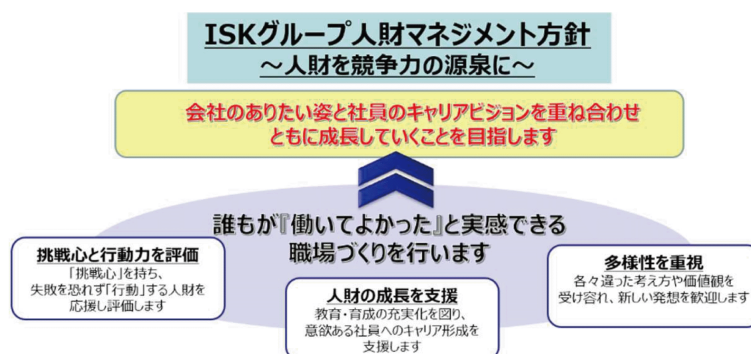 ISKグループ人財マネジメント方針
～人財を競争力の源泉に～
会社のありたい姿と社員のキャリアビジョンを重ね合わせ
ともに成長していくことを目指します
誰もが『働いてよかった』と実感できる
職場づくりを行います
挑戦心と行動力を評価
「挑戦心」を持ち、
失敗を恐れず「行動」する人財を
応援し評価します
人財の成長を支援
教育・育成の充実化を図り、
意欲ある社員へのキャリア形成を
支援します
多様性を重視
各々違った考え方や価値観を
受け容れ、新しい発想を歓迎します